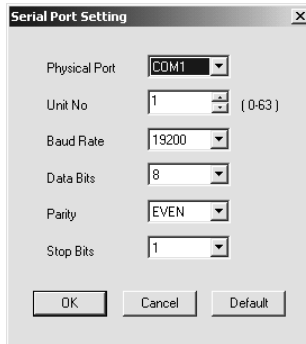 Serial Port Setting
Physical Port COM1
Unit No 1 ( 0-63 )
Baud Rate 19200
Data Bits 8
Parity EVEN
Stop Bits 1
OK Cancel Default